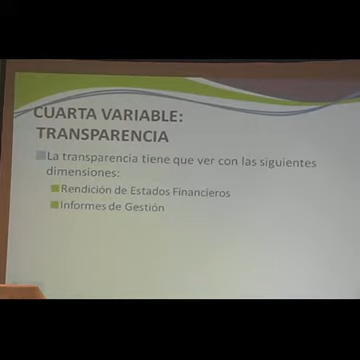 CUARTA VARIABLE:
TRANSPARENCIA
La transparencia tiene que ver con las siguientes
dimensiones:
Rendición de Estados Financieros
Informes de Gestión